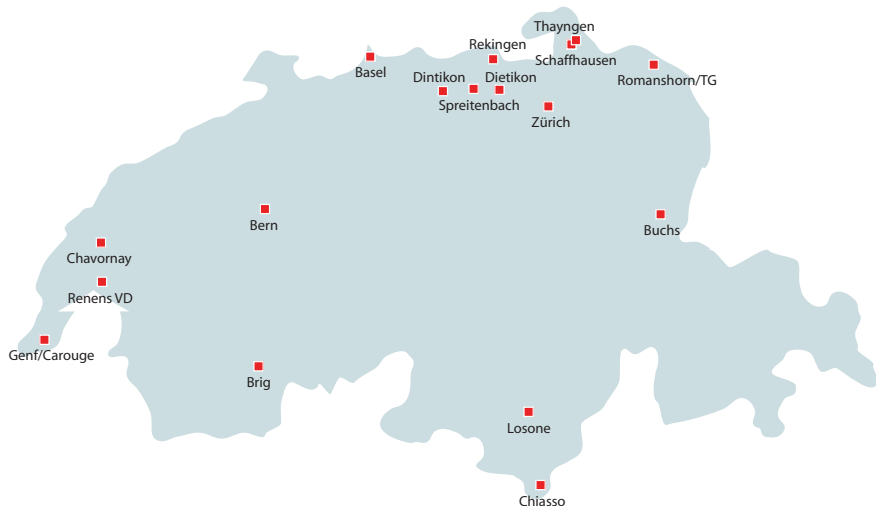 Thayngen
Rekingen
Schaffhausen
Basel
Dintikon
Dietikon
Romanshorn/TG
Spreitenbach
Zürich
Bern
Buchs
Chavornay
Renens VD
Genf/Carouge
Brig
Losone
Chiasso